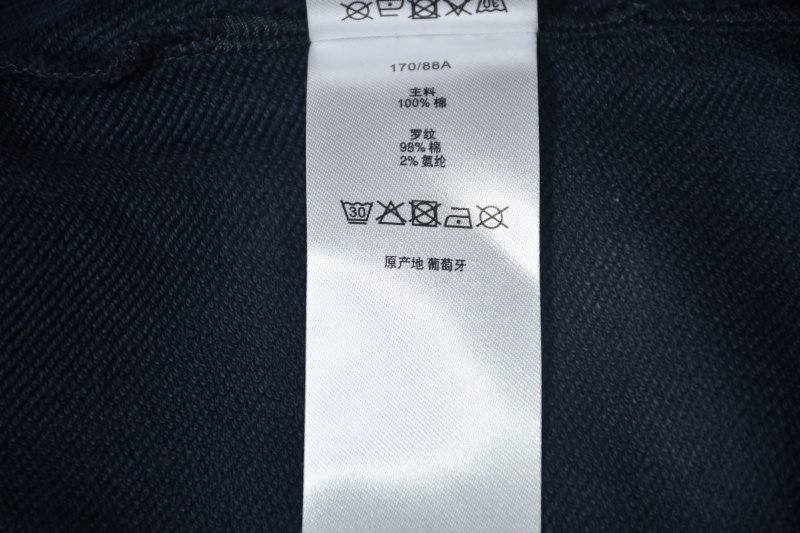 30
170/88A
主料
100% 棉
罗纹
98% 棉
2% 氨纶
30
原产地 葡萄牙